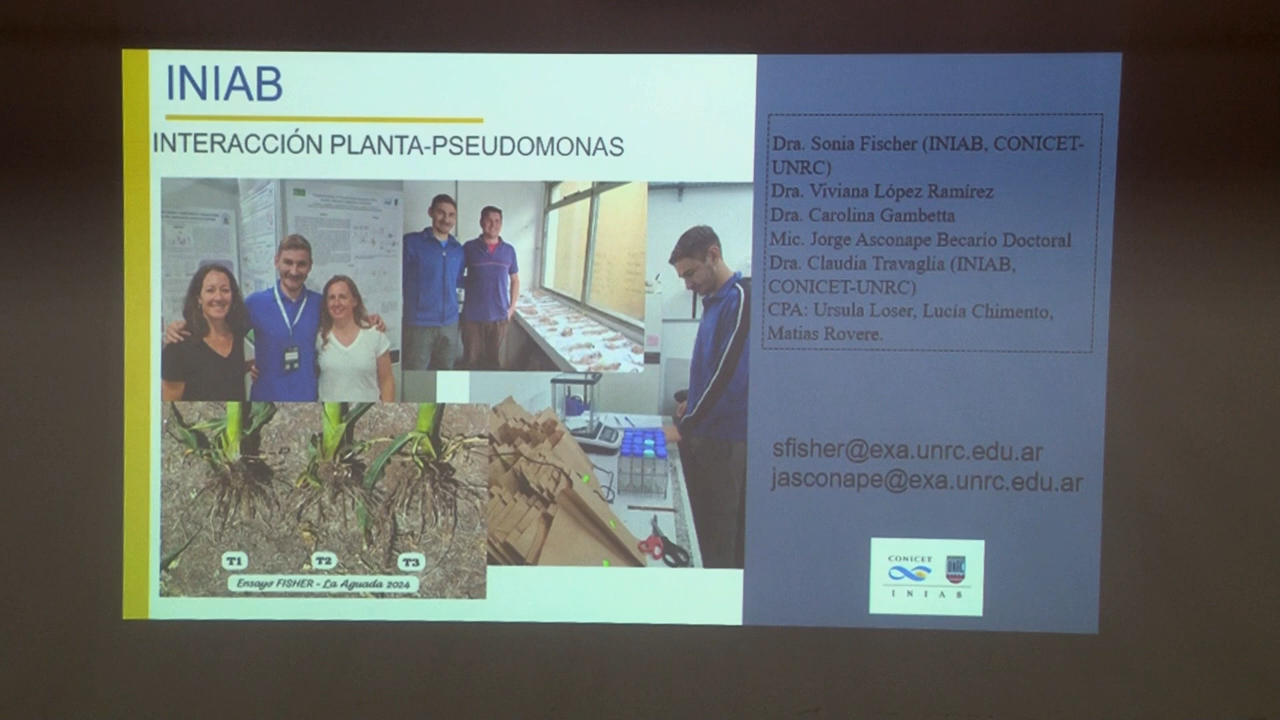 INIAB
INTERACCIÓN PLANTA-PSEUDOMONAS
Dra. Sonia Fischer (INIAB, CONICET-
UNRC)
Dra. Viviana López Ramírez
Dra. Carolina Gambetta
Mic. Jorge Asconape Becario Doctoral
Dra. Claudia Travaglia (INIAB,
CONICET-UNRC)
CPA: Ursula Loser, Lucía Chimento,
Matias Rovere.
sfisher@exa.unrc.edu.ar
jasconape@exa.unrc.edu.ar
T1 T2 T3
Ensayo FISHER - La Aguada 2024
CONICET
UNRC
I N I A B